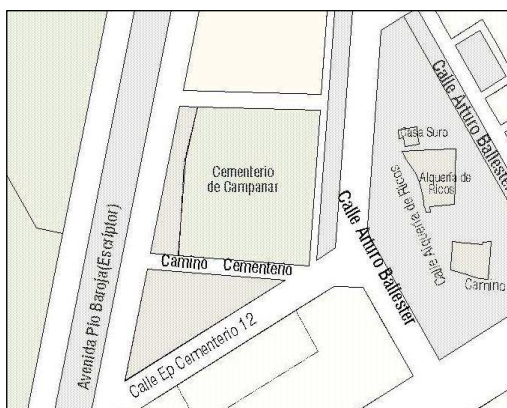 Calle Arturo Ballester
Casa Suro
Alquería de
Ricos
Calle Alquería de Ricos
Cementerio
de Campanar
Calle Arturo Ballester
Camino Cementerio
Camino
Avenida Pío Baroja(Escriptor)
Calle Ep Cementerio 12